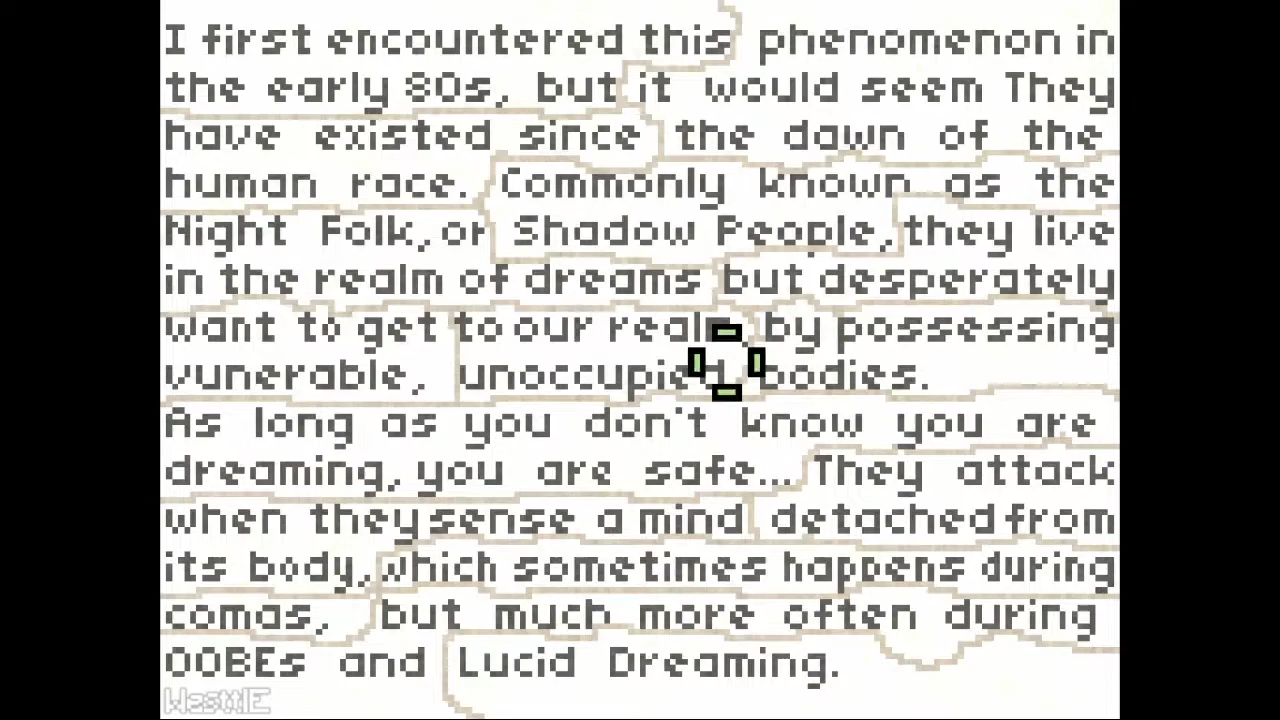 I first encountered this phenomenon in
the early 80s, but it would seem They
have existed since the dawn of the
human race. Commonly known as the
Night Folk, or Shadow People, they live
in the realm of dreams but desperately
want to get to our realm, by possessing
vunerable, unoccupied bodies.
As long as you don't know you are
dreaming, you are safe... They attack
when they sense a mind detached from
its body, which sometimes happens during
comas, but much more often during
OOBEs and Lucid Dreaming.